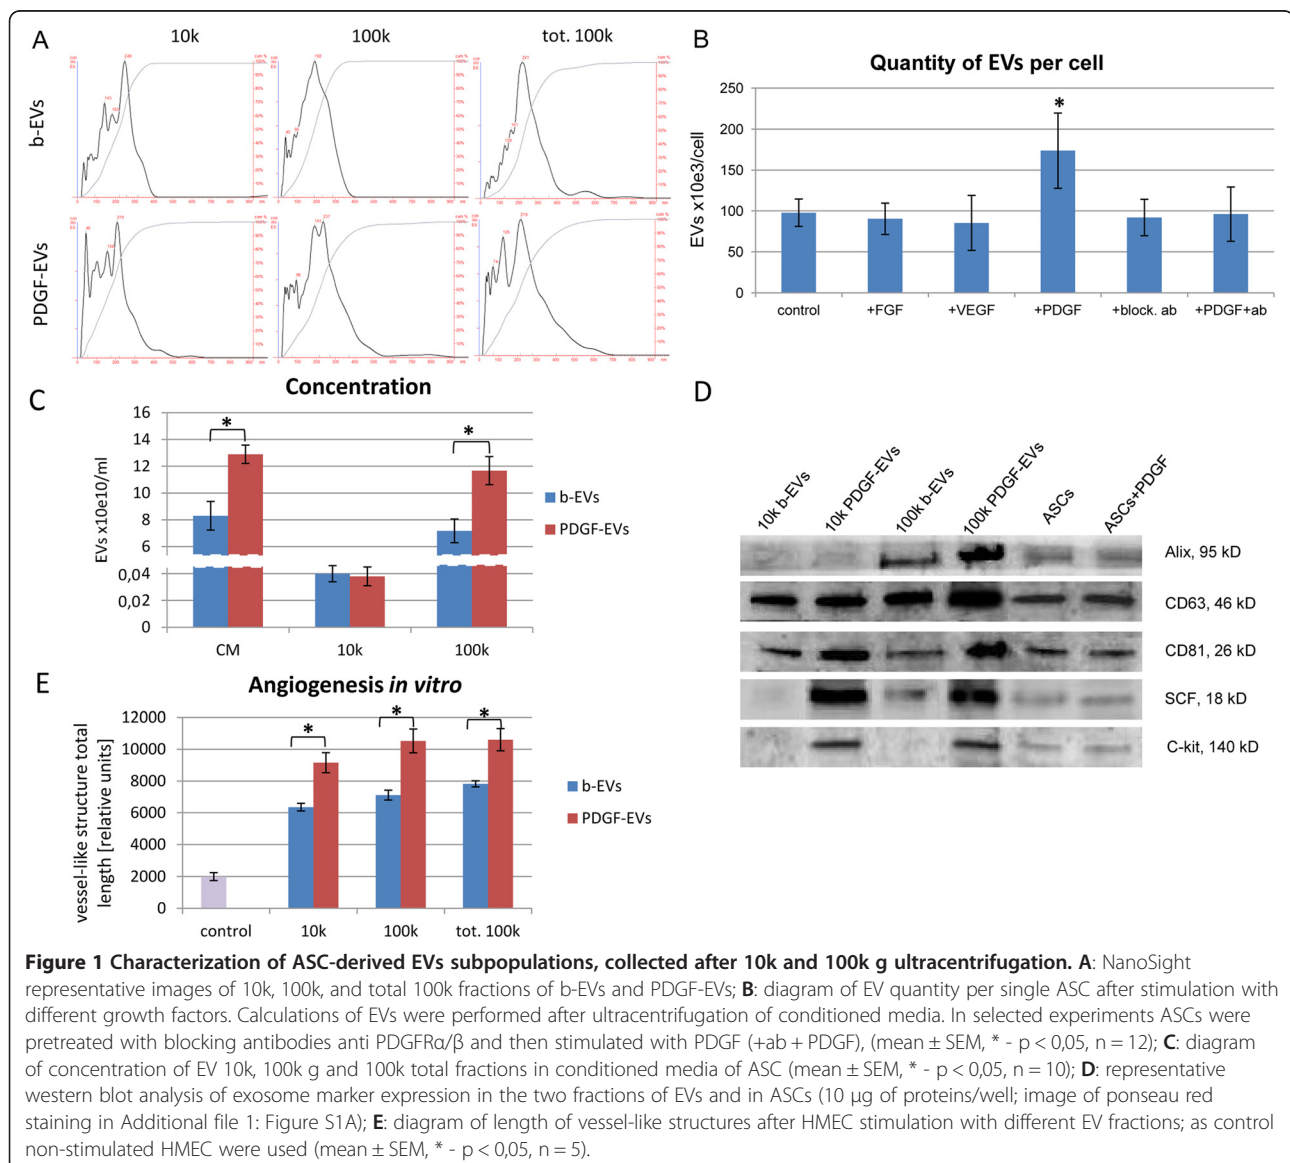 A
10k
100k
tot. 100k
b-EVs
PDGF-EVs
B
Quantity of EVs per cell
EVs x10e3/cell
250
200
150
100
50
0
*
control
+FGF
+VEGF
+PDGF
+block. ab
+PDGF+ab
C
Concentration
EVs x10e10/ml
16
14
12
10
8
6
0,04
0,02
0
*
*
CM
10k
100k
b-EVs
PDGF-EVs
D
10k b-EVs
10k PDGF-EVs
100k b-EVs
100k PDGF-EVs
ASCs
ASCs+PDGF
Alix, 95 kD
CD63, 46 kD
CD81, 26 kD
SCF, 18 kD
C-kit, 140 kD
E
Angiogenesis in vitro
vessel-like structure total
length [relative units]
12000
10000
8000
6000
4000
2000
0
*
*
*
control
10k
100k
tot. 100k
b-EVs
PDGF-EVs
Figure 1 Characterization of ASC-derived EVs subpopulations, collected after 10k and 100k g ultracentrifugation. A: NanoSight
representative images of 10k, 100k, and total 100k fractions of b-EVs and PDGF-EVs; B: diagram of EV quantity per single ASC after stimulation with
different growth factors. Calculations of EVs were performed after ultracentrifugation of conditioned media. In selected experiments ASCs were
pretreated with blocking antibodies anti PDGFRα/β and then stimulated with PDGF (+ab + PDGF), (mean ± SEM, * - p < 0,05, n = 12); C: diagram
of concentration of EV 10k, 100k g and 100k total fractions in conditioned media of ASC (mean ± SEM, * - p < 0,05, n = 10); D: representative
western blot analysis of exosome marker expression in the two fractions of EVs and in ASCs (10 μg of proteins/well; image of ponseau red
staining in Additional file 1: Figure S1A); E: diagram of length of vessel-like structures after HMEC stimulation with different EV fractions; as control
non-stimulated HMEC were used (mean ± SEM, * - p < 0,05, n = 5).